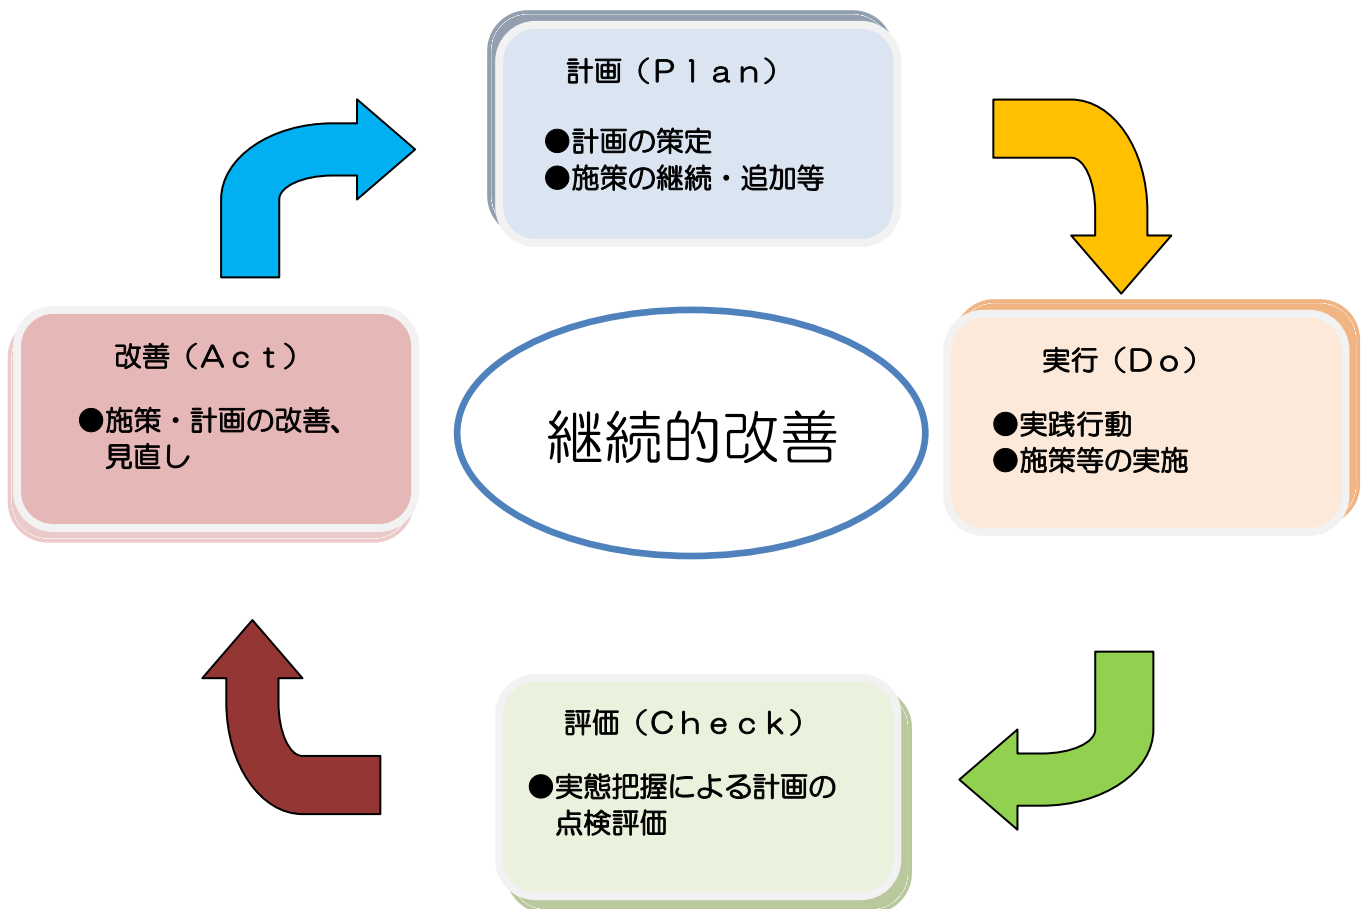 計画（Ｐｌａｎ）
●計画の策定
●施策の継続・追加等
改善（Ａｃｔ）
●施策・計画の改善、
見直し
継続的改善
実行（Ｄｏ）
●実践行動
●施策等の実施
評価（Ｃｈｅｃｋ）
●実態把握による計画の
点検評価